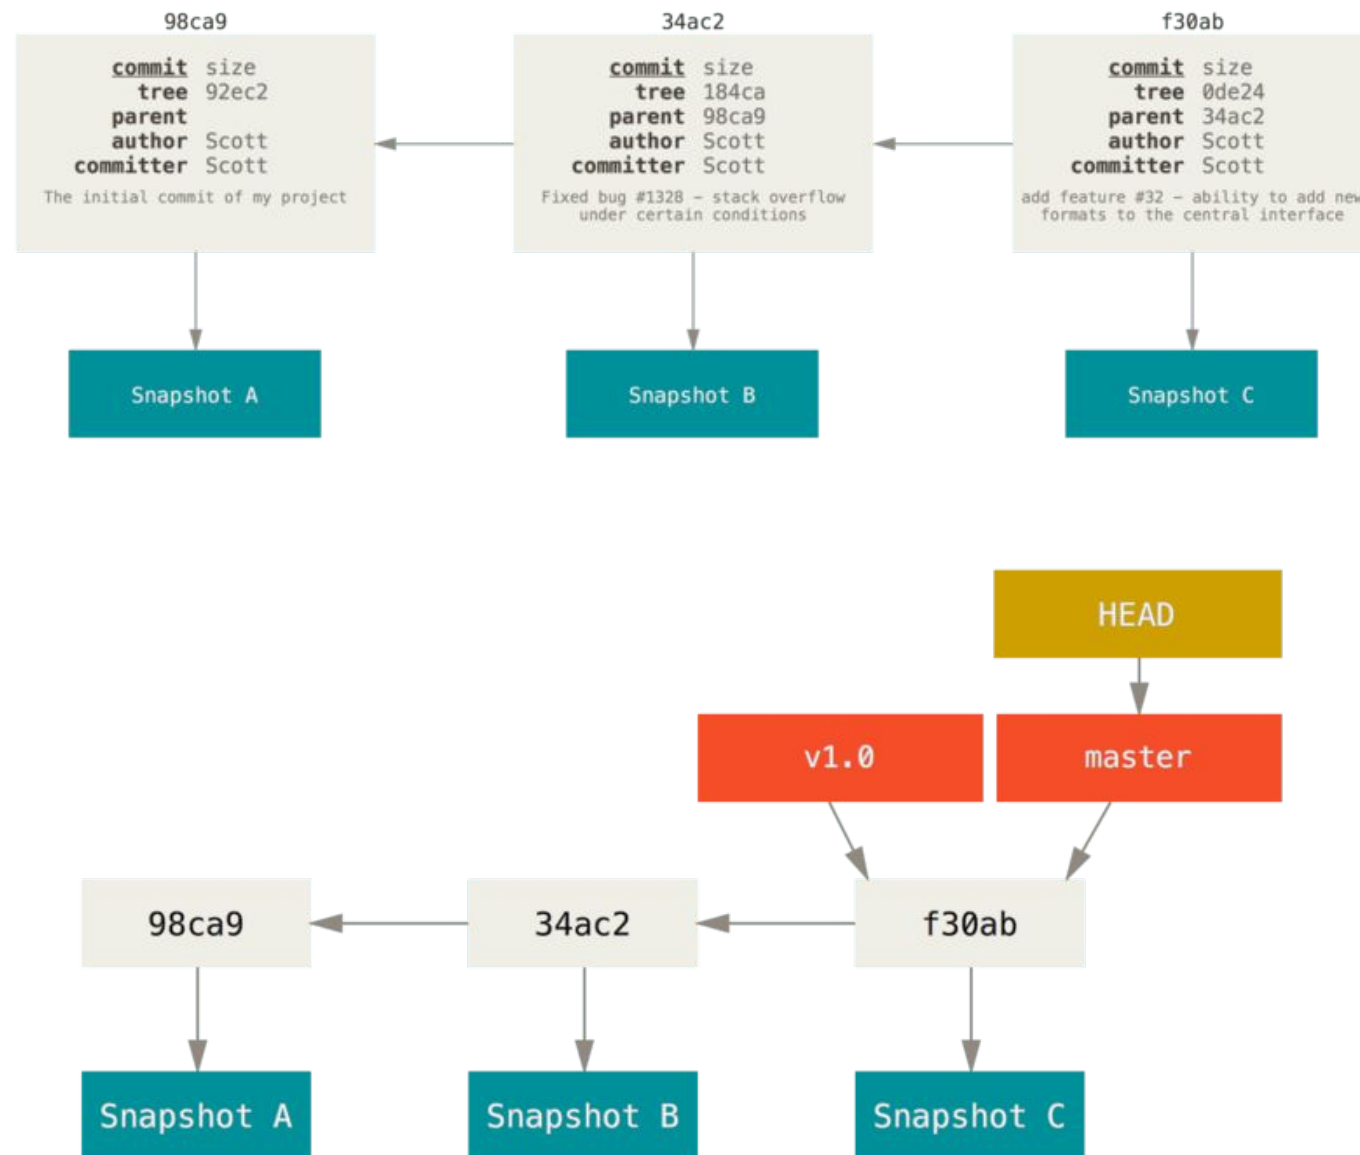 98ca9
34ac2
f30ab
commit size
tree 92ec2
parent
author Scott
committer Scott
The initial commit of my project
commit size
tree 184ca
parent 98ca9
author Scott
committer Scott
Fixed bug #1328 – stack overflow
under certain conditions
commit size
tree 0de24
parent 34ac2
author Scott
committer Scott
add feature #32 – ability to add new
formats to the central interface
Snapshot A
Snapshot B
Snapshot C
HEAD
v1.0
master
98ca9
34ac2
f30ab
Snapshot A
Snapshot B
Snapshot C